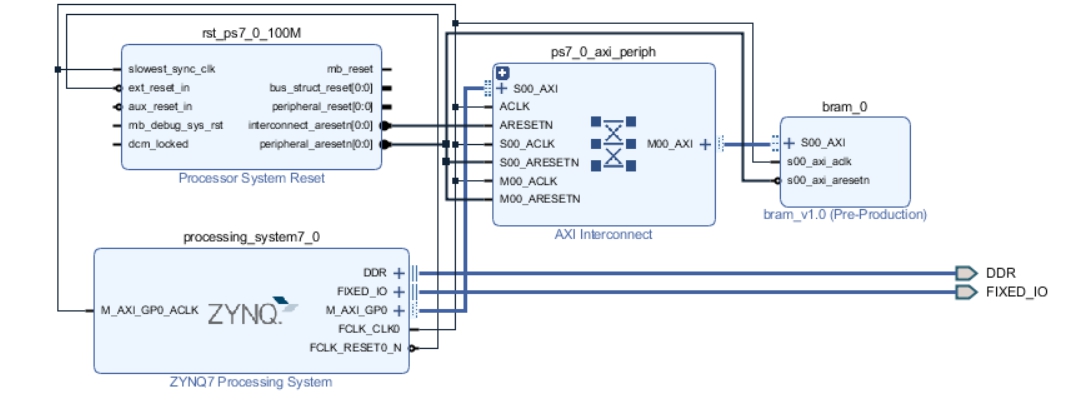 rst_ps7_0_100M
slowest_sync_clk
ext_reset_in
aux_reset_in
mb_debug_sys_rst
dcm_locked
mb_reset
bus_struct_reset[0:0]
peripheral_reset[0:0]
interconnect_aresetn[0:0]
peripheral_aresetn[0:0]
Processor System Reset
ps7_0_axi_periph
S00_AXI
ACLK
ARESETN
S00_ACLK
S00_ARESETN
M00_ACLK
M00_ARESETN
M00_AXI
AXI Interconnect
bram_0
S00_AXI
s00_axi_aclk
s00_axi_aresetn
bram_v1.0 (Pre-Production)
processing_system7_0
M_AXI_GP0_ACLK
ZYNQ.
DDR
FIXED_IO
M_AXI_GP0
FCLK_CLK0
FCLK_RESET0_N
ZYNQ7 Processing System
DDR
FIXED_IO